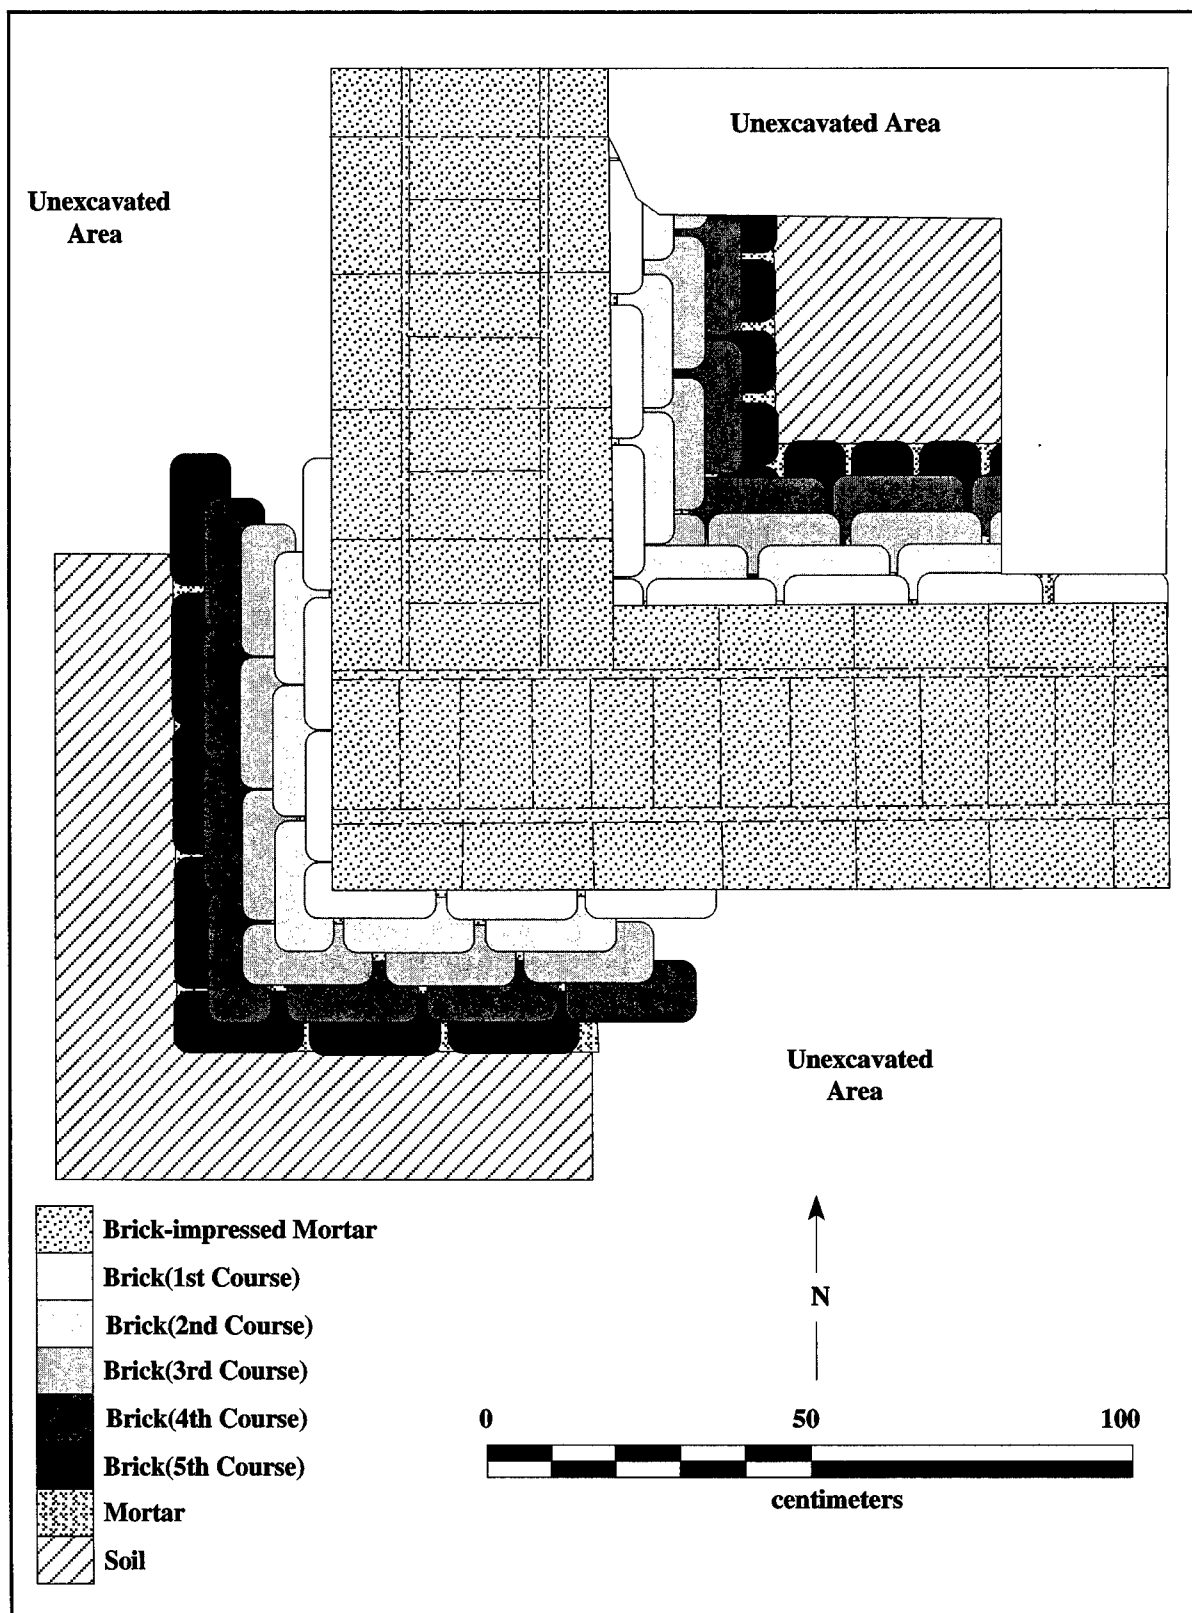 Unexcavated Area
Unexcavated
Area
Unexcavated
Area
Brick-impressed Mortar
Brick(1st Course)
Brick(2nd Course)
Brick(3rd Course)
Brick(4th Course)
Brick(5th Course)
Mortar
Soil
N
0 50 100
centimeters